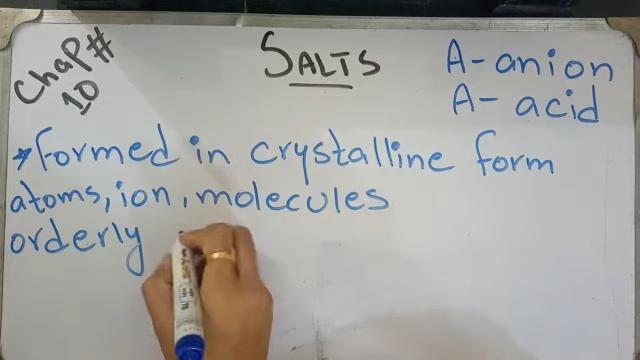 Chap#
10
SALTS
A-anion
A- acid
*Formed in crystalline form
atoms, ion, molecules
orderly